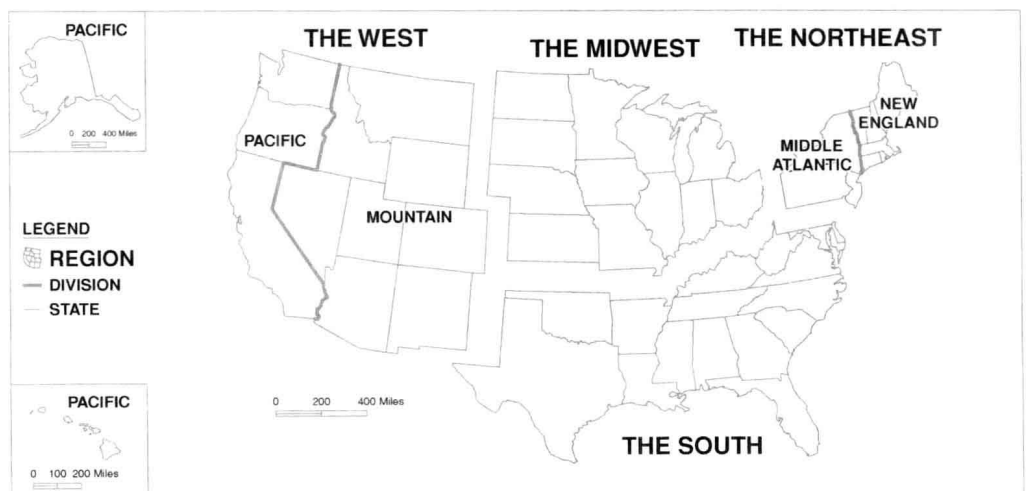 PACIFIC
0 200 400 Miles
THE WEST
THE MIDWEST
THE NORTHEAST
NEW
ENGLAND
PACIFIC
MIDDLE
ATLANTIC
MOUNTAIN
LEGEND
REGION
DIVISION
STATE
PACIFIC
0 100 200 Miles
0 200 400 Miles
THE SOUTH